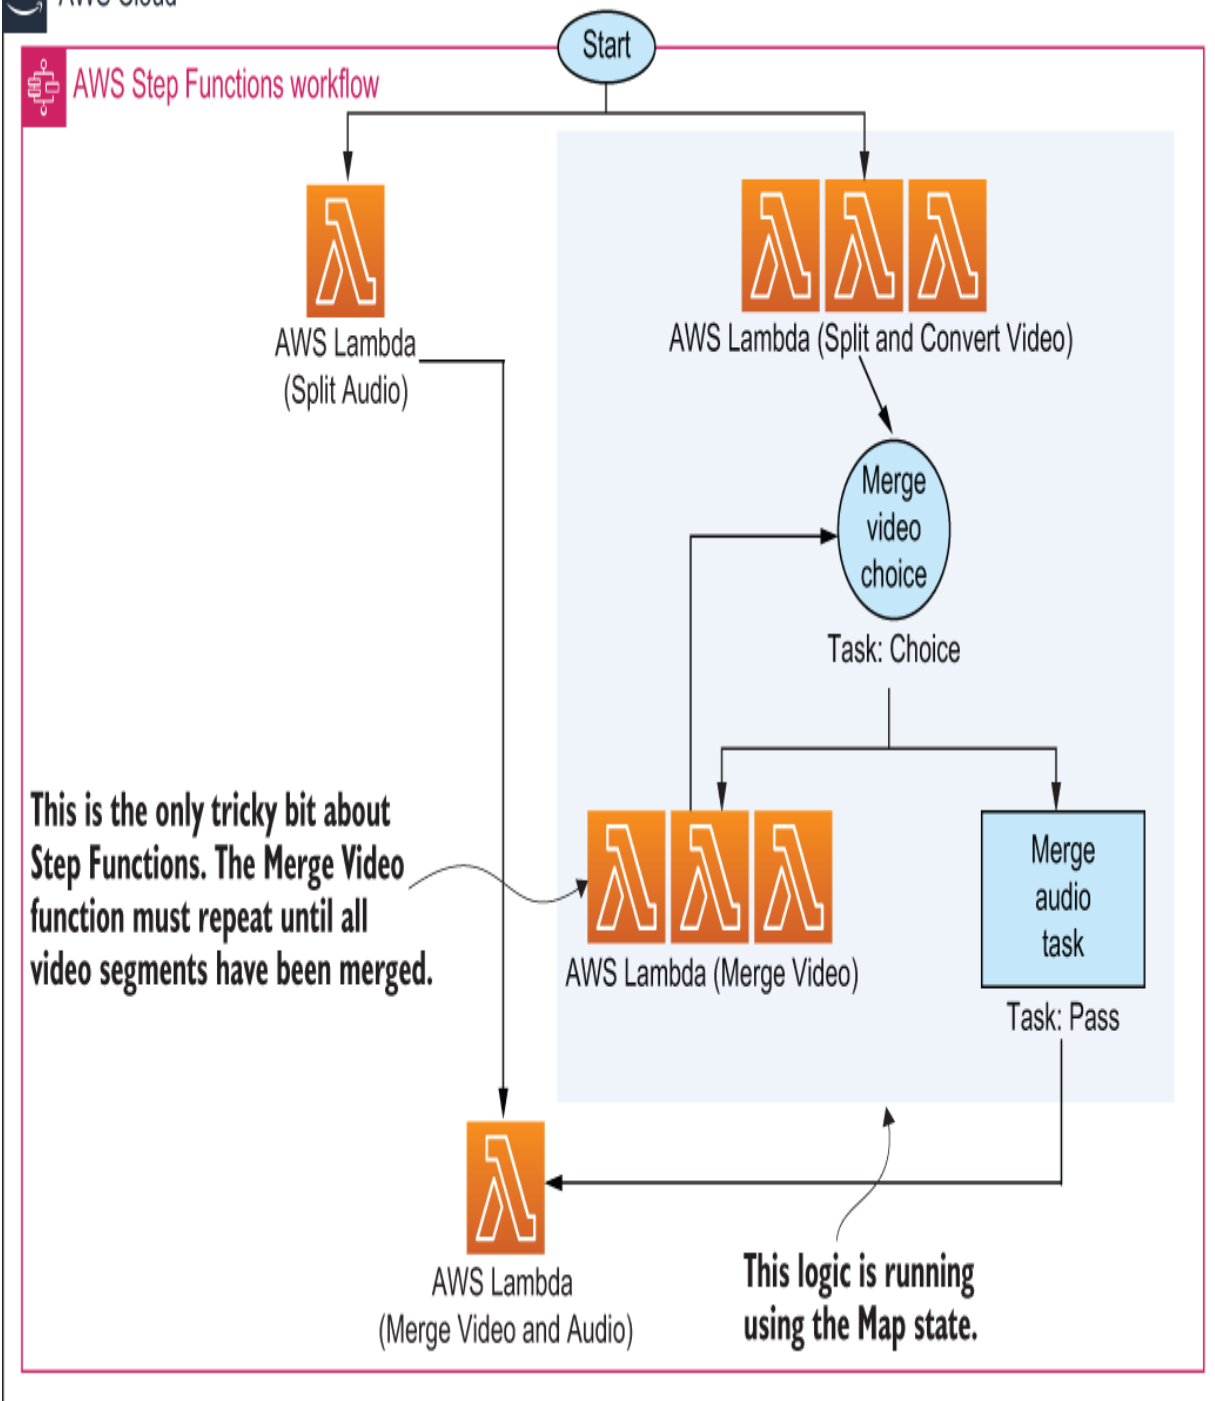 AWS Cloud
Start
AWS Step Functions workflow
AWS Lambda
(Split Audio)
AWS Lambda (Split and Convert Video)
Merge
video
choice
Task: Choice
This is the only tricky bit about
Step Functions. The Merge Video
function must repeat until all
video segments have been merged.
AWS Lambda (Merge Video)
Merge
audio
task
Task: Pass
AWS Lambda
(Merge Video and Audio)
This logic is running
using the Map state.